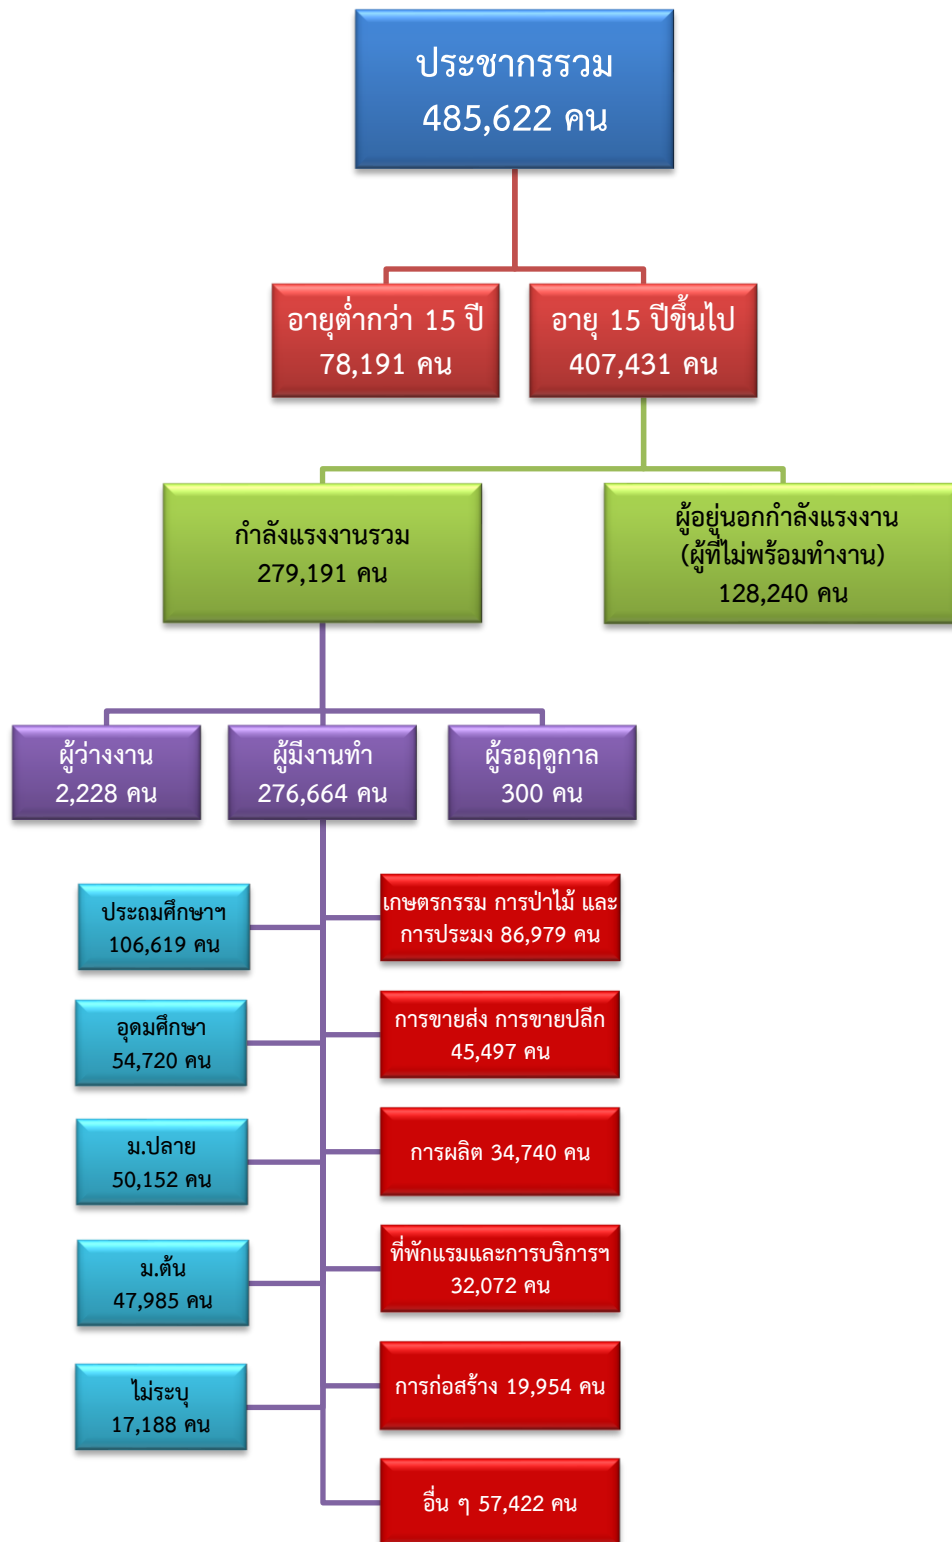 ประชากรรวม
485,622 คน
อายุต่ำกว่า 15 ปี
78,191 คน
อายุ 15 ปีขึ้นไป
407,431 คน
กำลังแรงงานรวม
279,191 คน
ผู้อยู่นอกกำลังแรงงาน
(ผู้ที่ไม่พร้อมทำงาน)
128,240 คน
ผู้ว่างงาน
2,228 คน
ผู้มีงานทำ
276,664 คน
ผู้รอฤดูกาล
300 คน
ประถมศึกษาฯ
106,619 คน
อุดมศึกษา
54,720 คน
ม.ปลาย
50,152 คน
ม.ต้น
47,985 คน
ไม่ระบุ
17,188 คน
เกษตรกรรม การป่าไม้ และ
การประมง 86,979 คน
การขายส่ง การขายปลีก
45,497 คน
การผลิต 34,740 คน
ที่พักแรมและการบริการฯ
32,072 คน
การก่อสร้าง 19,954 คน
อื่น ๆ 57,422 คน